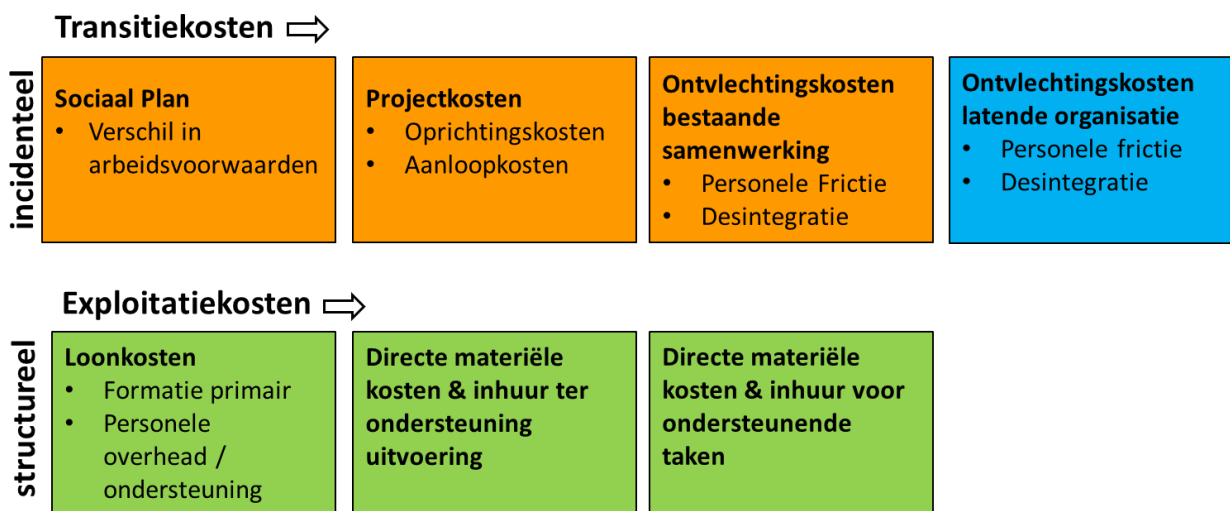 Transitiekosten
incidenteel
Sociaal Plan
• Verschil in
arbeidsvoorwaarden
Projectkosten
• Oprichtingskosten
• Aanloopkosten
Ontvlechtingskosten
bestaande
samenwerking
• Personele Frictie
• Desintegratie
Ontvlechtingskosten
latende organisatie
• Personele frictie
• Desintegratie
Exploitatiekosten
structureel
Loonkosten
• Formatie primair
• Personele
overhead /
ondersteuning
Directe materiële
kosten & inhuur ter
ondersteuning
uitvoering
Directe materiële
kosten & inhuur voor
ondersteunende
taken